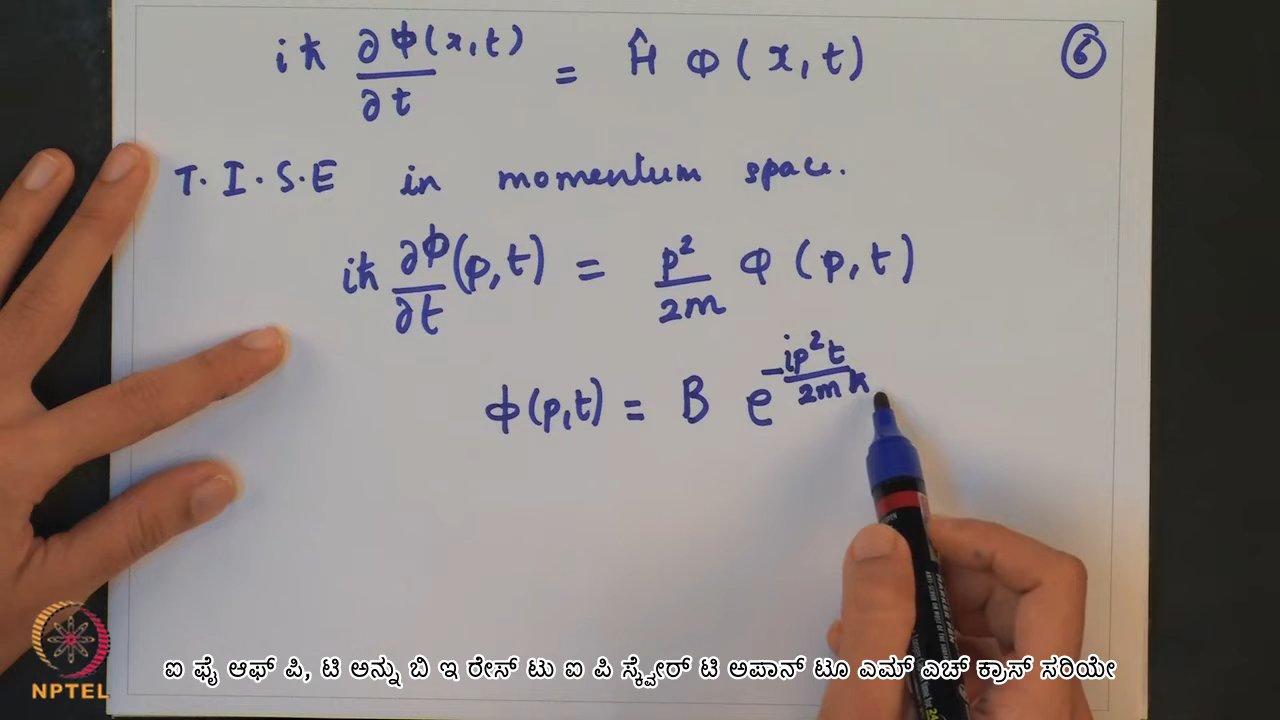 iħ ∂ϕ(x,t)/∂t = Ĥ ϕ(x,t)
⑥
T.I.S.E in momentum space.
iħ ∂ϕ/∂t (p,t) = p²/2m ϕ(p,t)
ϕ(p,t) = B e^(-ip²t/2mħ)
ಐ ಫೈ ಆಫ್ ಪಿ, ಟಿ ಅನ್ನು ಬಿ ಇ ರೇಸ್ ಟು ಐ ಪಿ ಸ್ಕ್ವೇರ್ ಟಿ ಅಪಾನ್ ಟೂ ಎಮ್ ಎಚ್ ಕ್ರಾಸ್ ಸರಿಯೇ
NPTEL